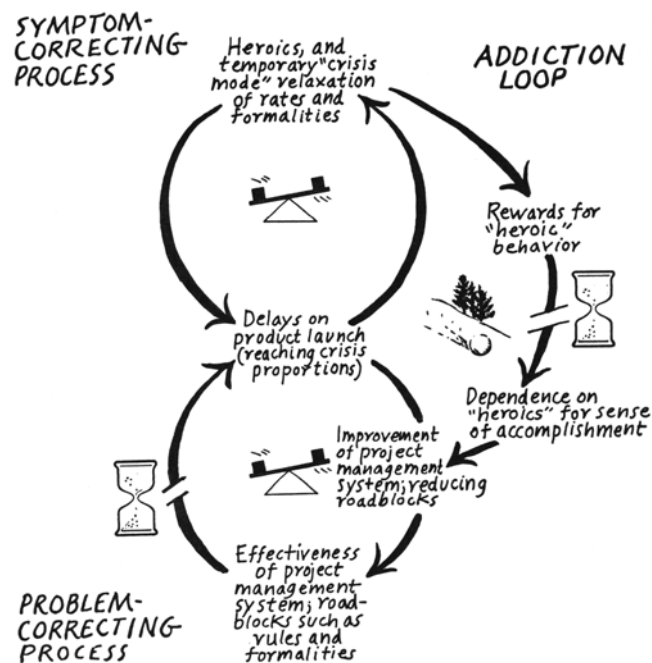 SYMPTOM-
CORRECTING
PROCESS
Heroics, and
temporary "crisis
mode" relaxation
of rates and
formalities
ADDICTION
LOOP
Rewards for
"heroic"
behavior
Delays on
product launch
(reaching crisis
proportions)
Dependence on
"heroics" for sense
of accomplishment
Improvement
of project
management
system; reducing
roadblocks
Effectiveness
of project
management
system; road-
blocks such as
rules and
formalities
PROBLEM-
CORRECTING
PROCESS